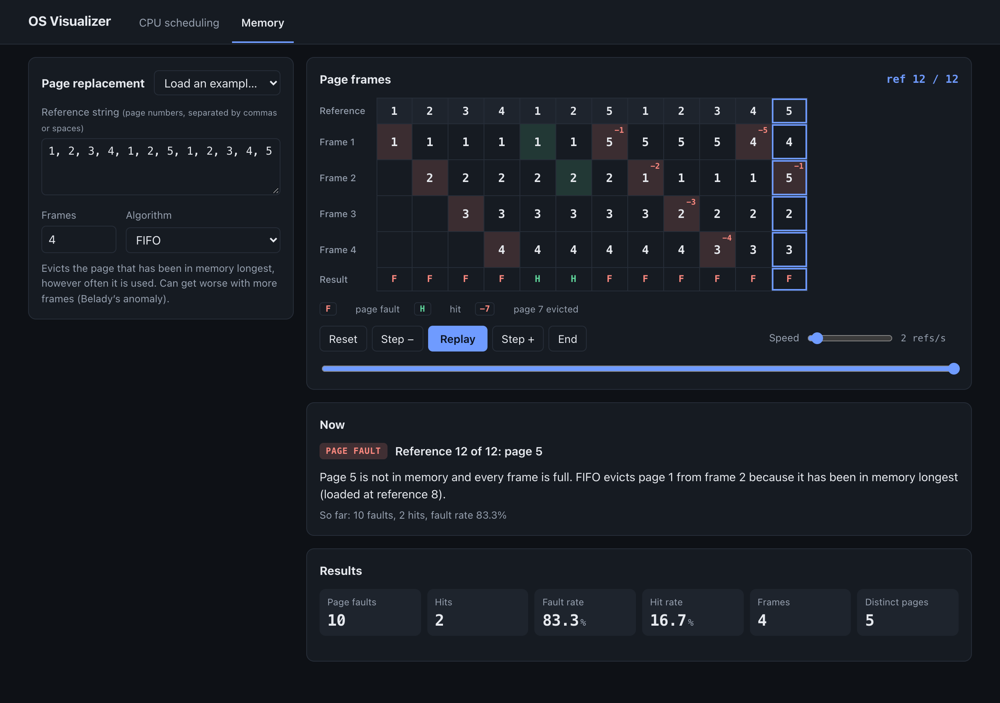 OS Visualizer CPU scheduling Memory
Page replacement Load an exampl...
Reference string (page numbers, separated by commas
or spaces)
1, 2, 3, 4, 1, 2, 5, 1, 2, 3, 4, 5
Frames Algorithm
4 FIFO
Evicts the page that has been in memory longest,
however often it is used. Can get worse with more
frames (Belady’s anomaly).
Page frames ref 12 / 12
Reference 1 2 3 4 1 2 5 1 2 3 4 5
Frame 1 1 1 1 1 1 1 5 −1 5 5 5 4 −5 4
Frame 2 2 2 2 2 2 2 1 −2 1 1 1 5 −1
Frame 3 3 3 3 3 3 3 2 −3 2 2 2
Frame 4 4 4 4 4 4 4 3 −4 3 3
Result F F F F H H F F F F F F
F page fault H hit −7 page 7 evicted
Reset Step − Replay Step + End Speed 2 refs/s
Now
PAGE FAULT Reference 12 of 12: page 5
Page 5 is not in memory and every frame is full. FIFO evicts page 1 from frame 2 because it has been in memory longest
(loaded at reference 8).
So far: 10 faults, 2 hits, fault rate 83.3%
Results
Page faults Hits Fault rate Hit rate Frames Distinct pages
10 2 83.3% 16.7% 4 5